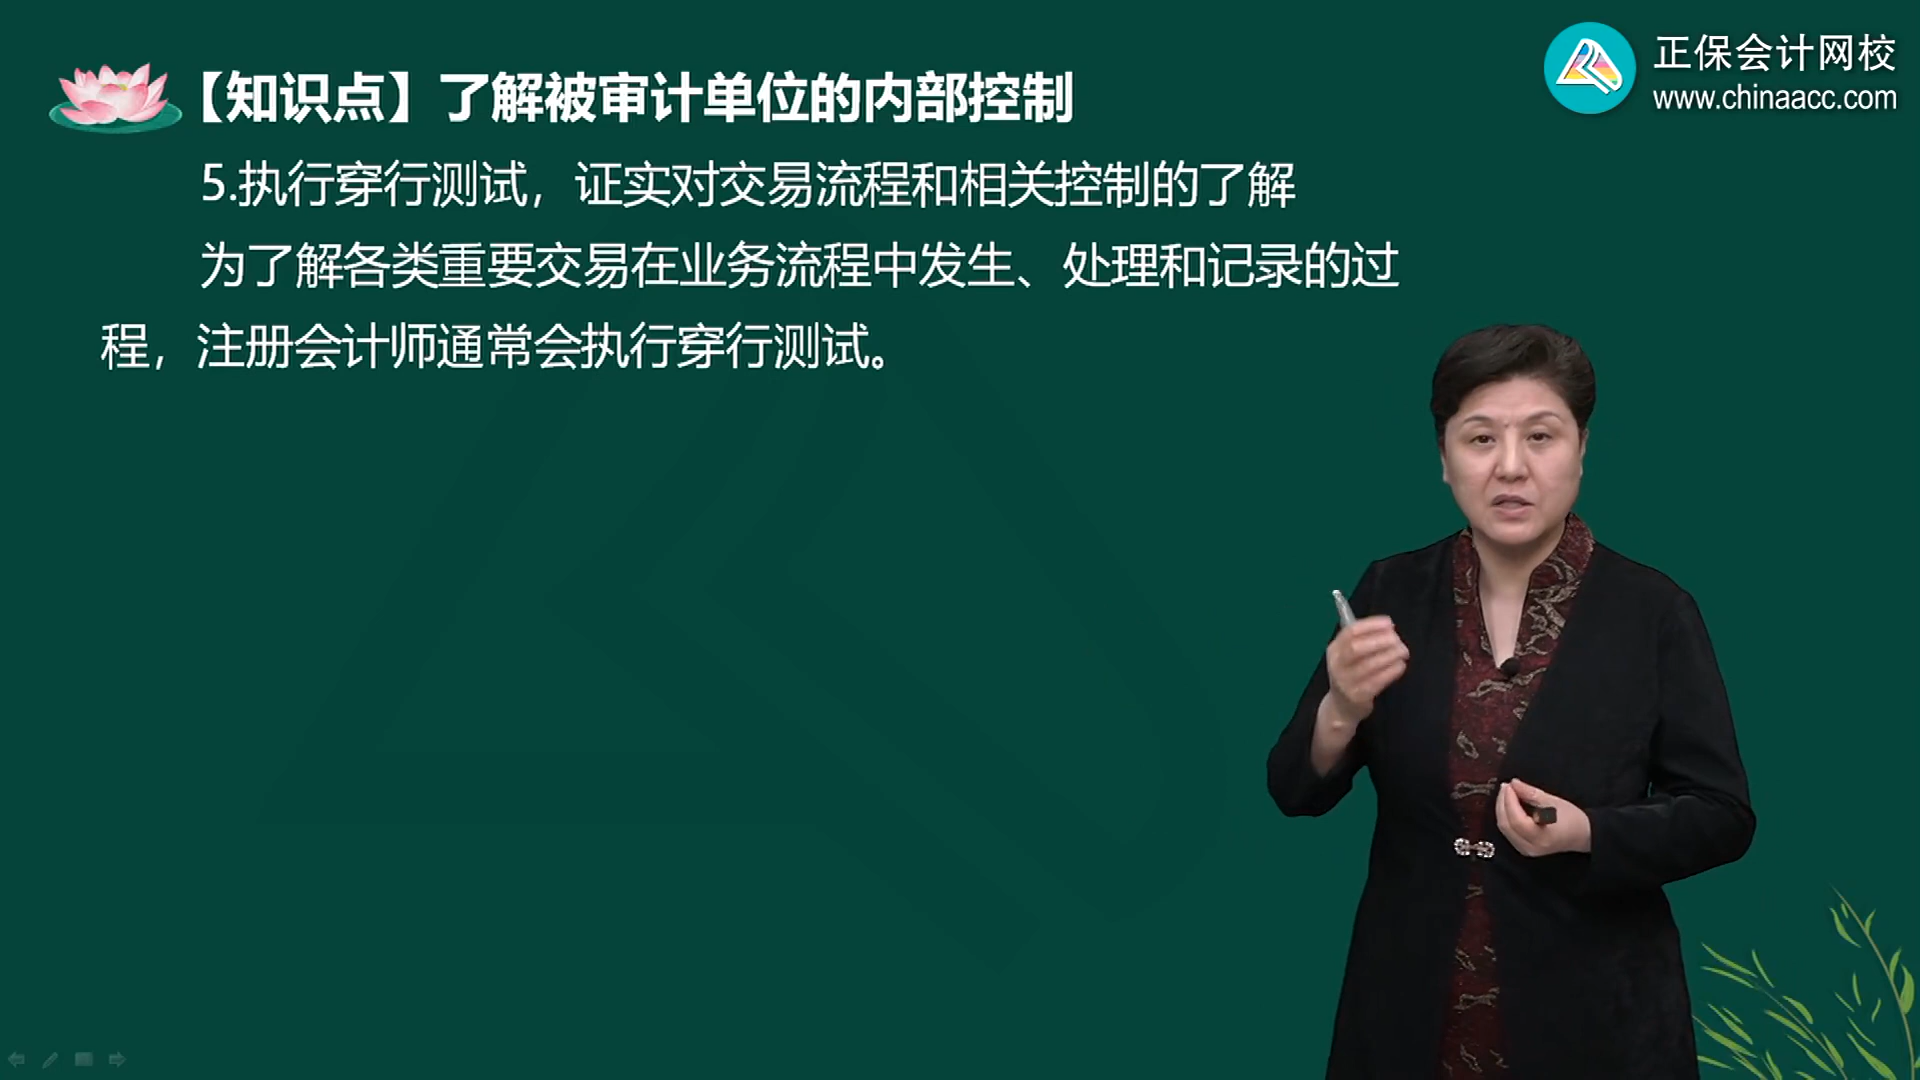 正保会计网校
www.chinaacc.com
【知识点】了解被审计单位的内部控制
5.执行穿行测试，证实对交易流程和相关控制的了解
为了解各类重要交易在业务流程中发生、处理和记录的过
程，注册会计师通常会执行穿行测试。